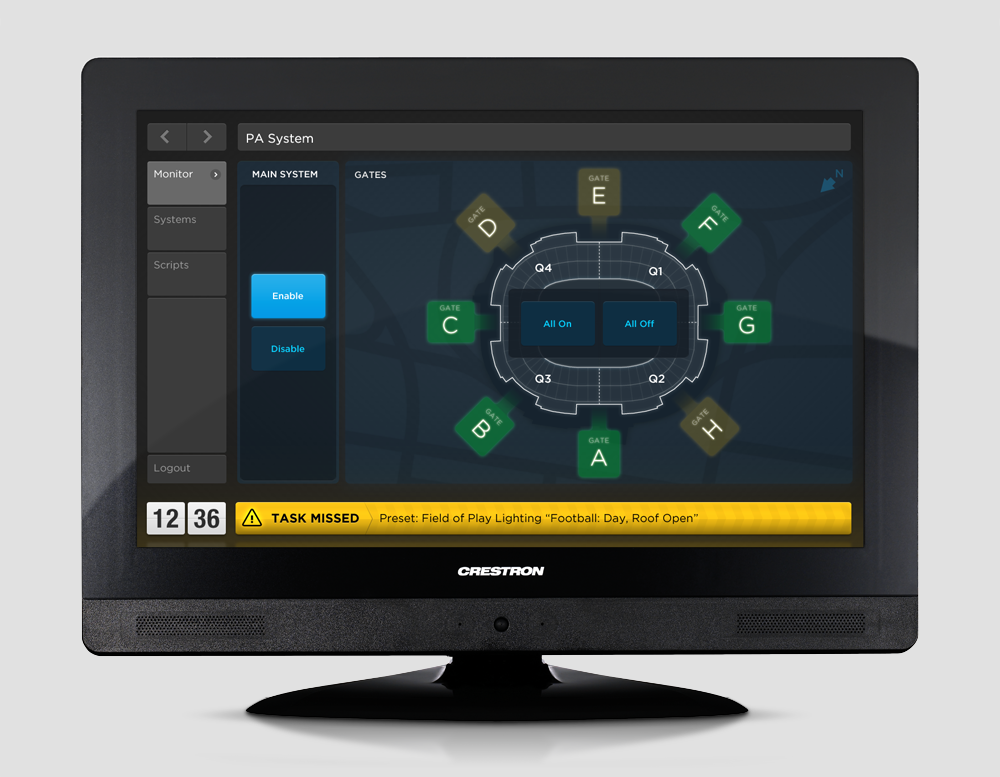 PA System
Monitor
Systems
Scripts
Logout
MAIN SYSTEM
Enable
Disable
GATES
N
GATE
E
GATE
D
GATE
F
GATE
C
GATE
G
GATE
B
GATE
H
GATE
A
Q4
Q1
All On
All Off
Q3
Q2
12 36
TASK MISSED Preset: Field of Play Lighting “Football: Day, Roof Open”
CRESTRON